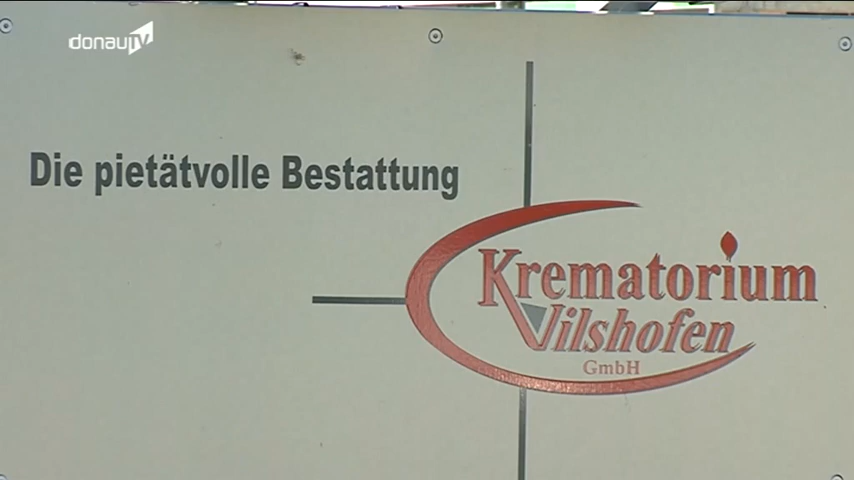 donauTV
Die pietätvolle Bestattung
Krematorium
Vilshofen
GmbH